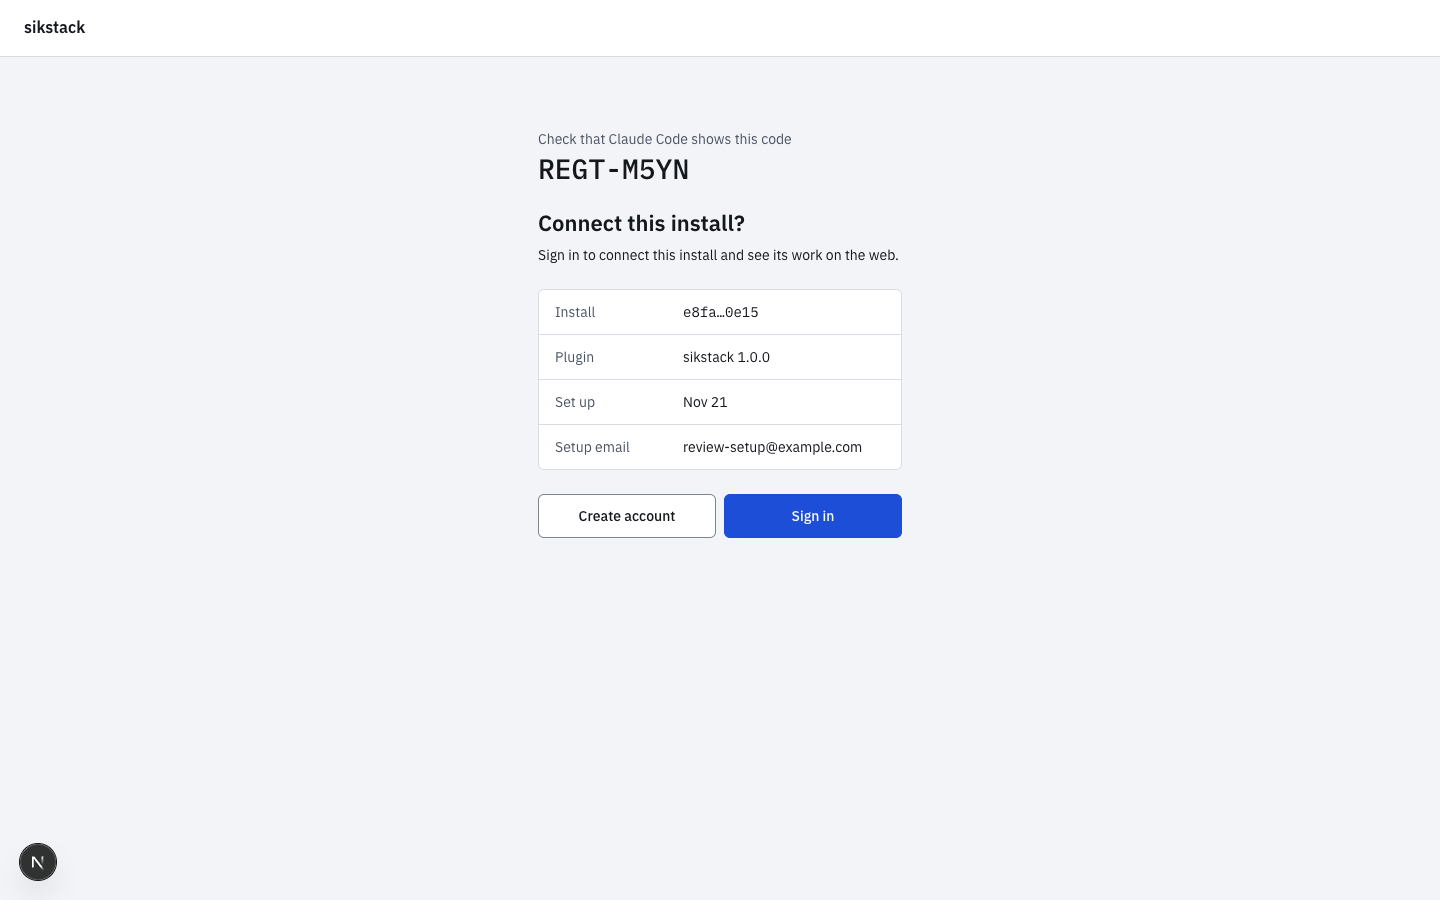 sikstack
Check that Claude Code shows this code
REGT-M5YN
Connect this install?
Sign in to connect this install and see its work on the web.
Install e8fa…0e15
Plugin sikstack 1.0.0
Set up Nov 21
Setup email review-setup@example.com
Create account Sign in
N